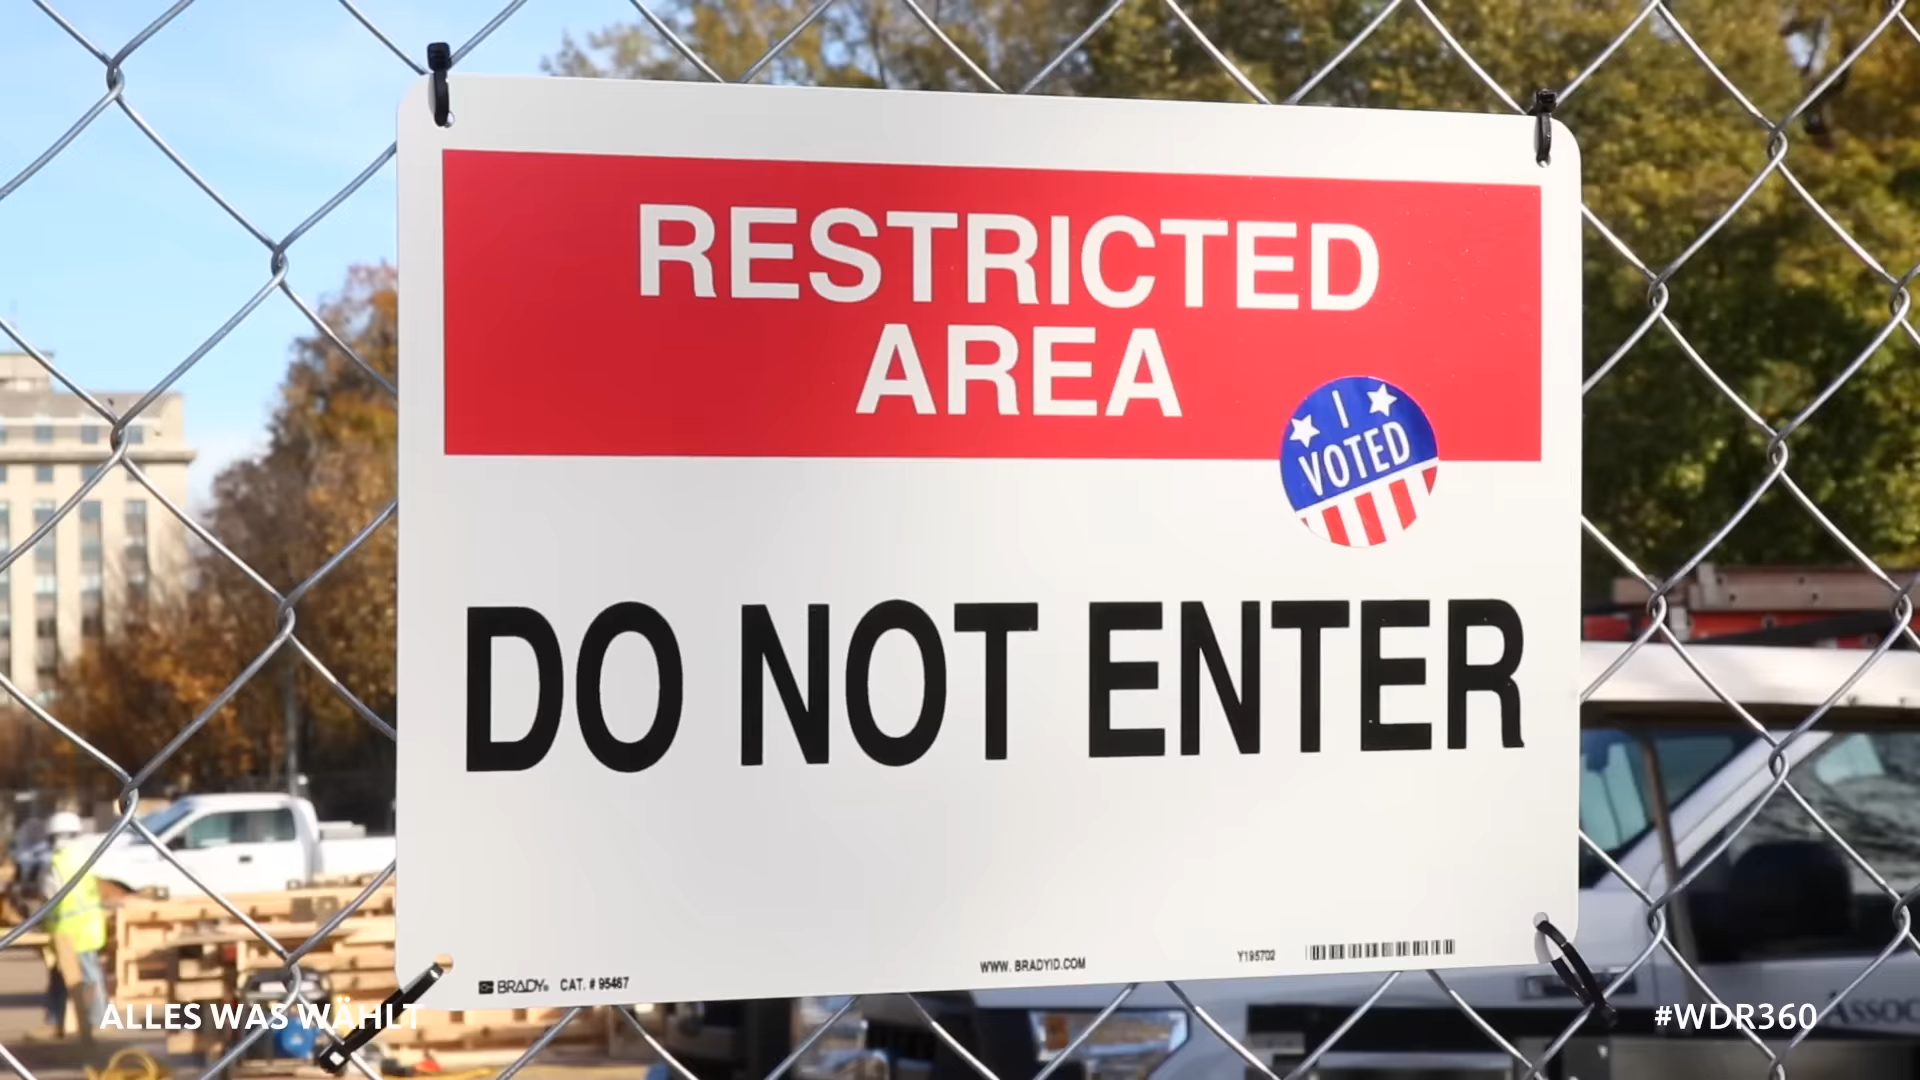 RESTRICTED
AREA
I
VOTED
DO NOT ENTER
BRADY® CAT. # 95467
WWW.BRADYID.COM
Y195702
ALLES WAS WÄHLT
#WDR360